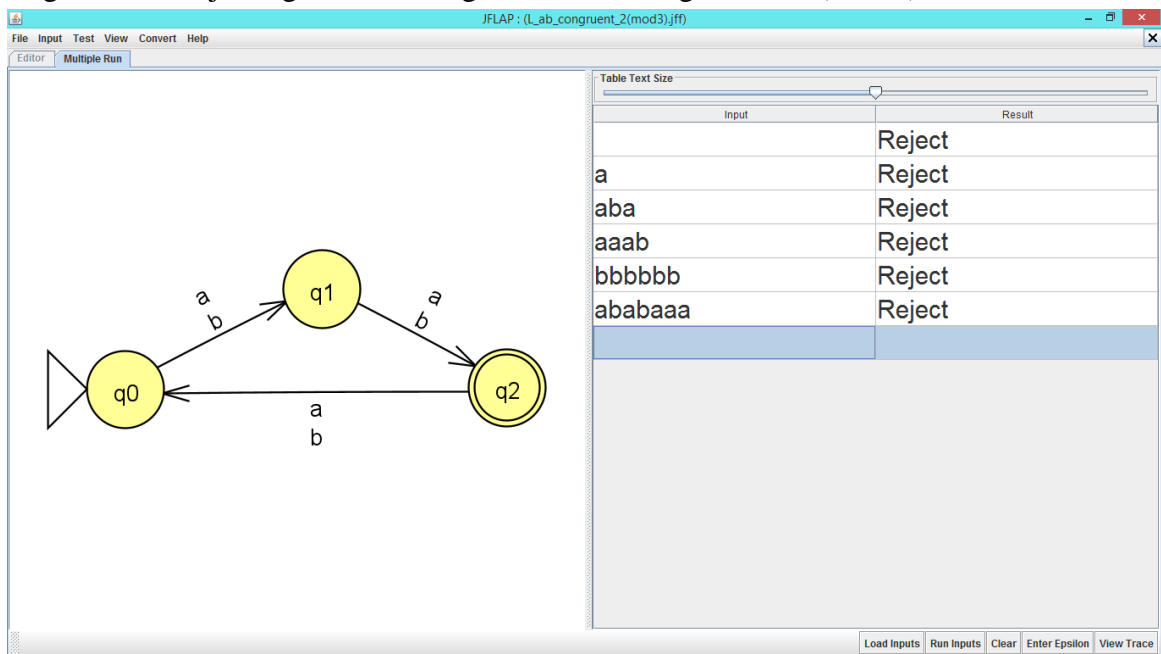 JFLAP : (L_ab_congruent_2(mod3).jff)
File Input Test View Convert Help
Editor Multiple Run
Table Text Size
Input Result
Reject
a Reject
aba Reject
aaab Reject
bbbbbb Reject
ababaaa Reject
a
b
q1
a
b
q0
q2
a
b
Load Inputs Run Inputs Clear Enter Epsilon View Trace